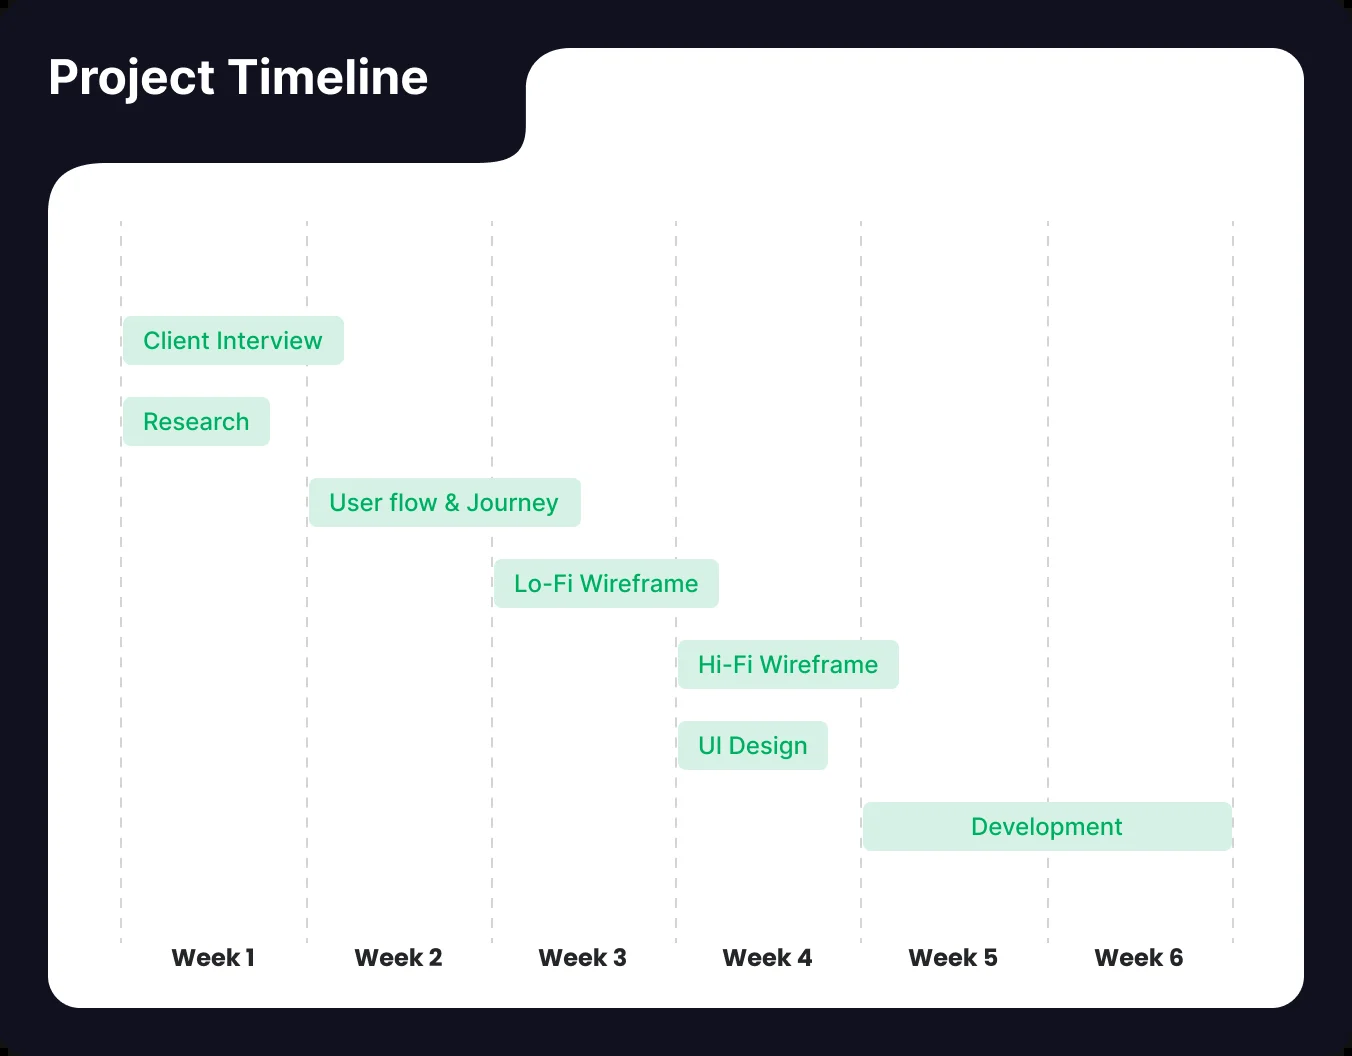 Project Timeline
Client Interview
Research
User flow & Journey
Lo-Fi Wireframe
Hi-Fi Wireframe
UI Design
Development
Week 1
Week 2
Week 3
Week 4
Week 5
Week 6